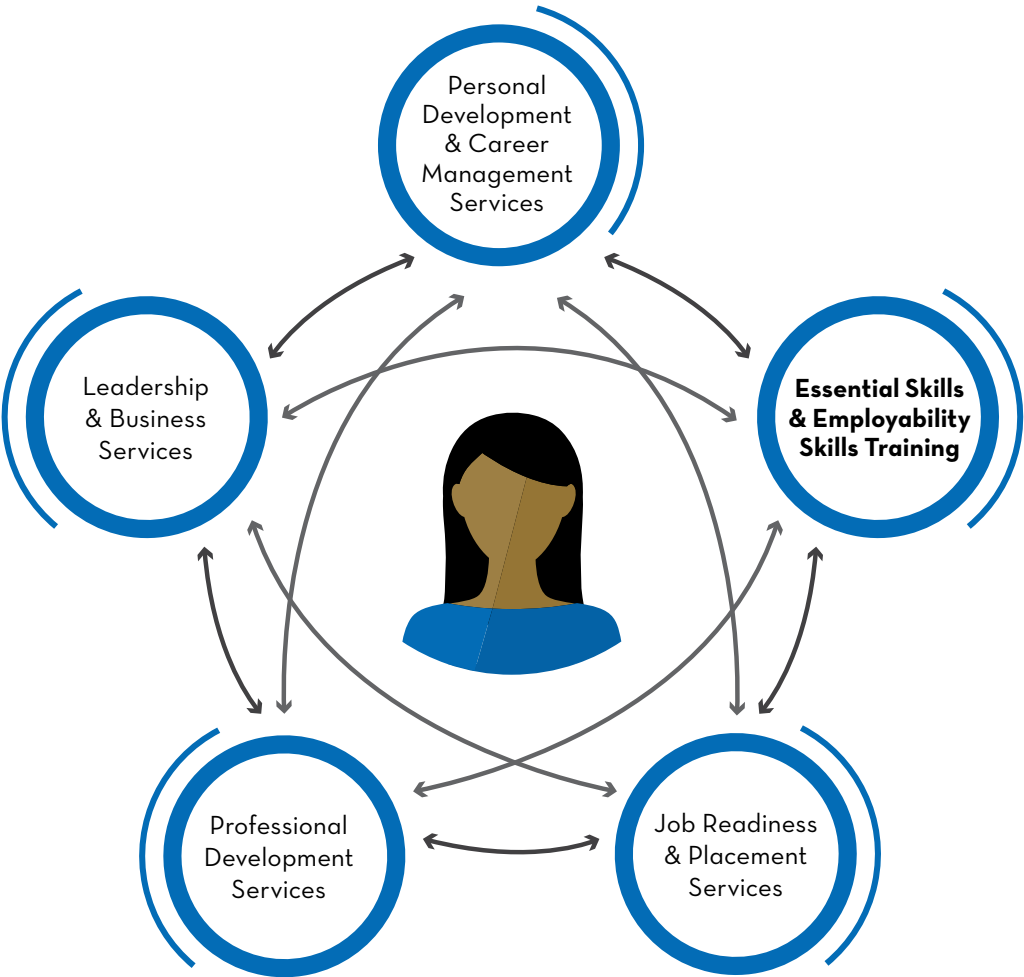 Personal
Development
& Career
Management
Services
Leadership
& Business
Services
Essential Skills
& Employability
Skills Training
Professional
Development
Services
Job Readiness
& Placement
Services